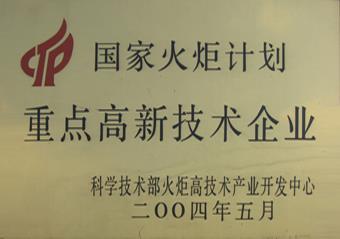 国家火炬计划
重点高新技术企业
科学技术部火炬高技术产业开发中心
二〇〇四年五月